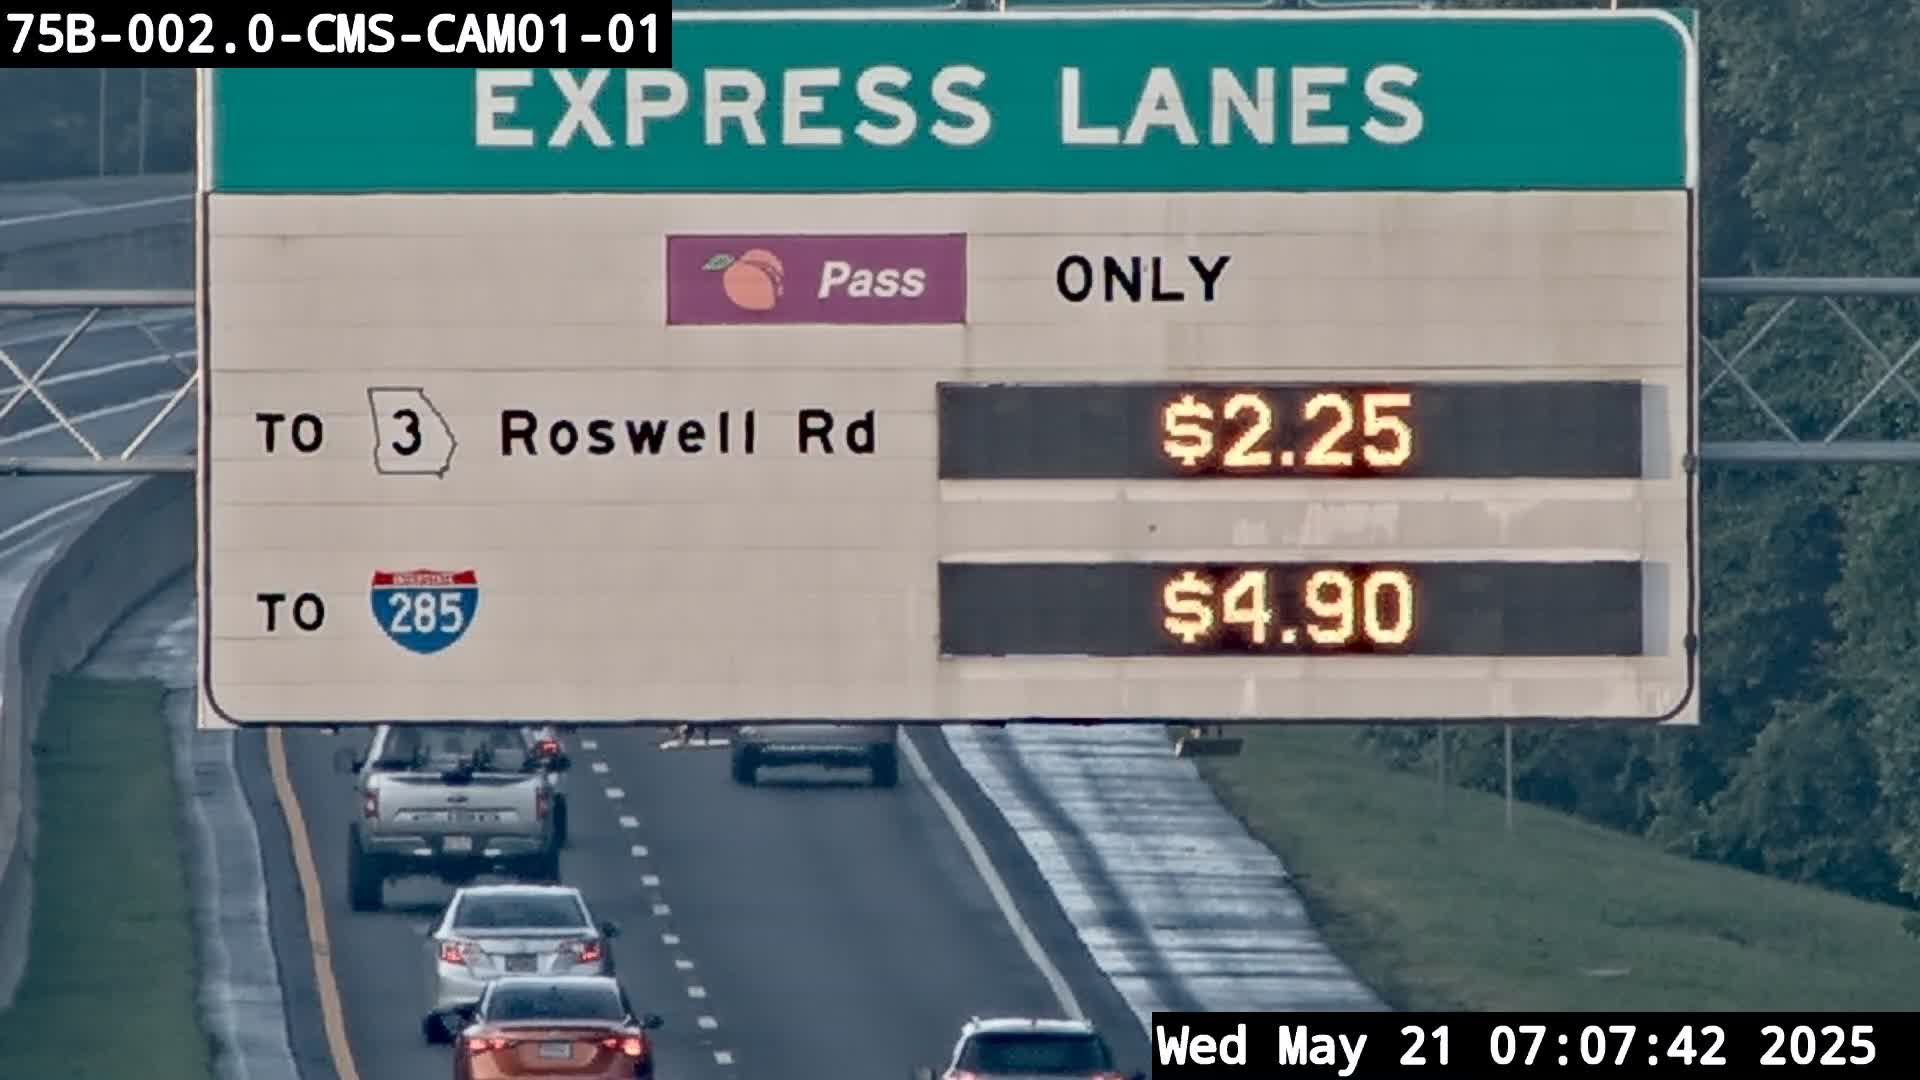 75B-002.0-CMS-CAM01-01
EXPRESS LANES
Pass ONLY
TO 3 Roswell Rd $2.25
INTERSTATE
TO 285 $4.90
Wed May 21 07:07:42 2025